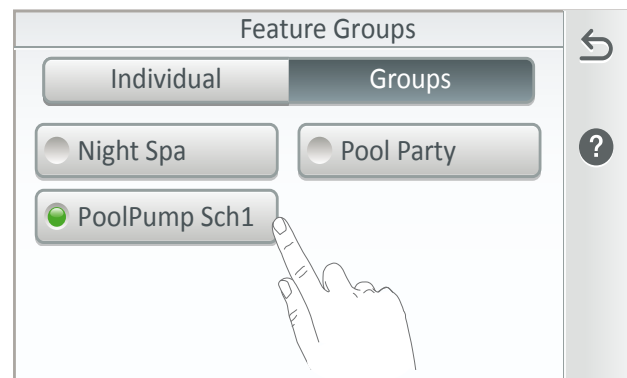 Feature Groups
Individual Groups
Night Spa Pool Party
PoolPump Sch1
?